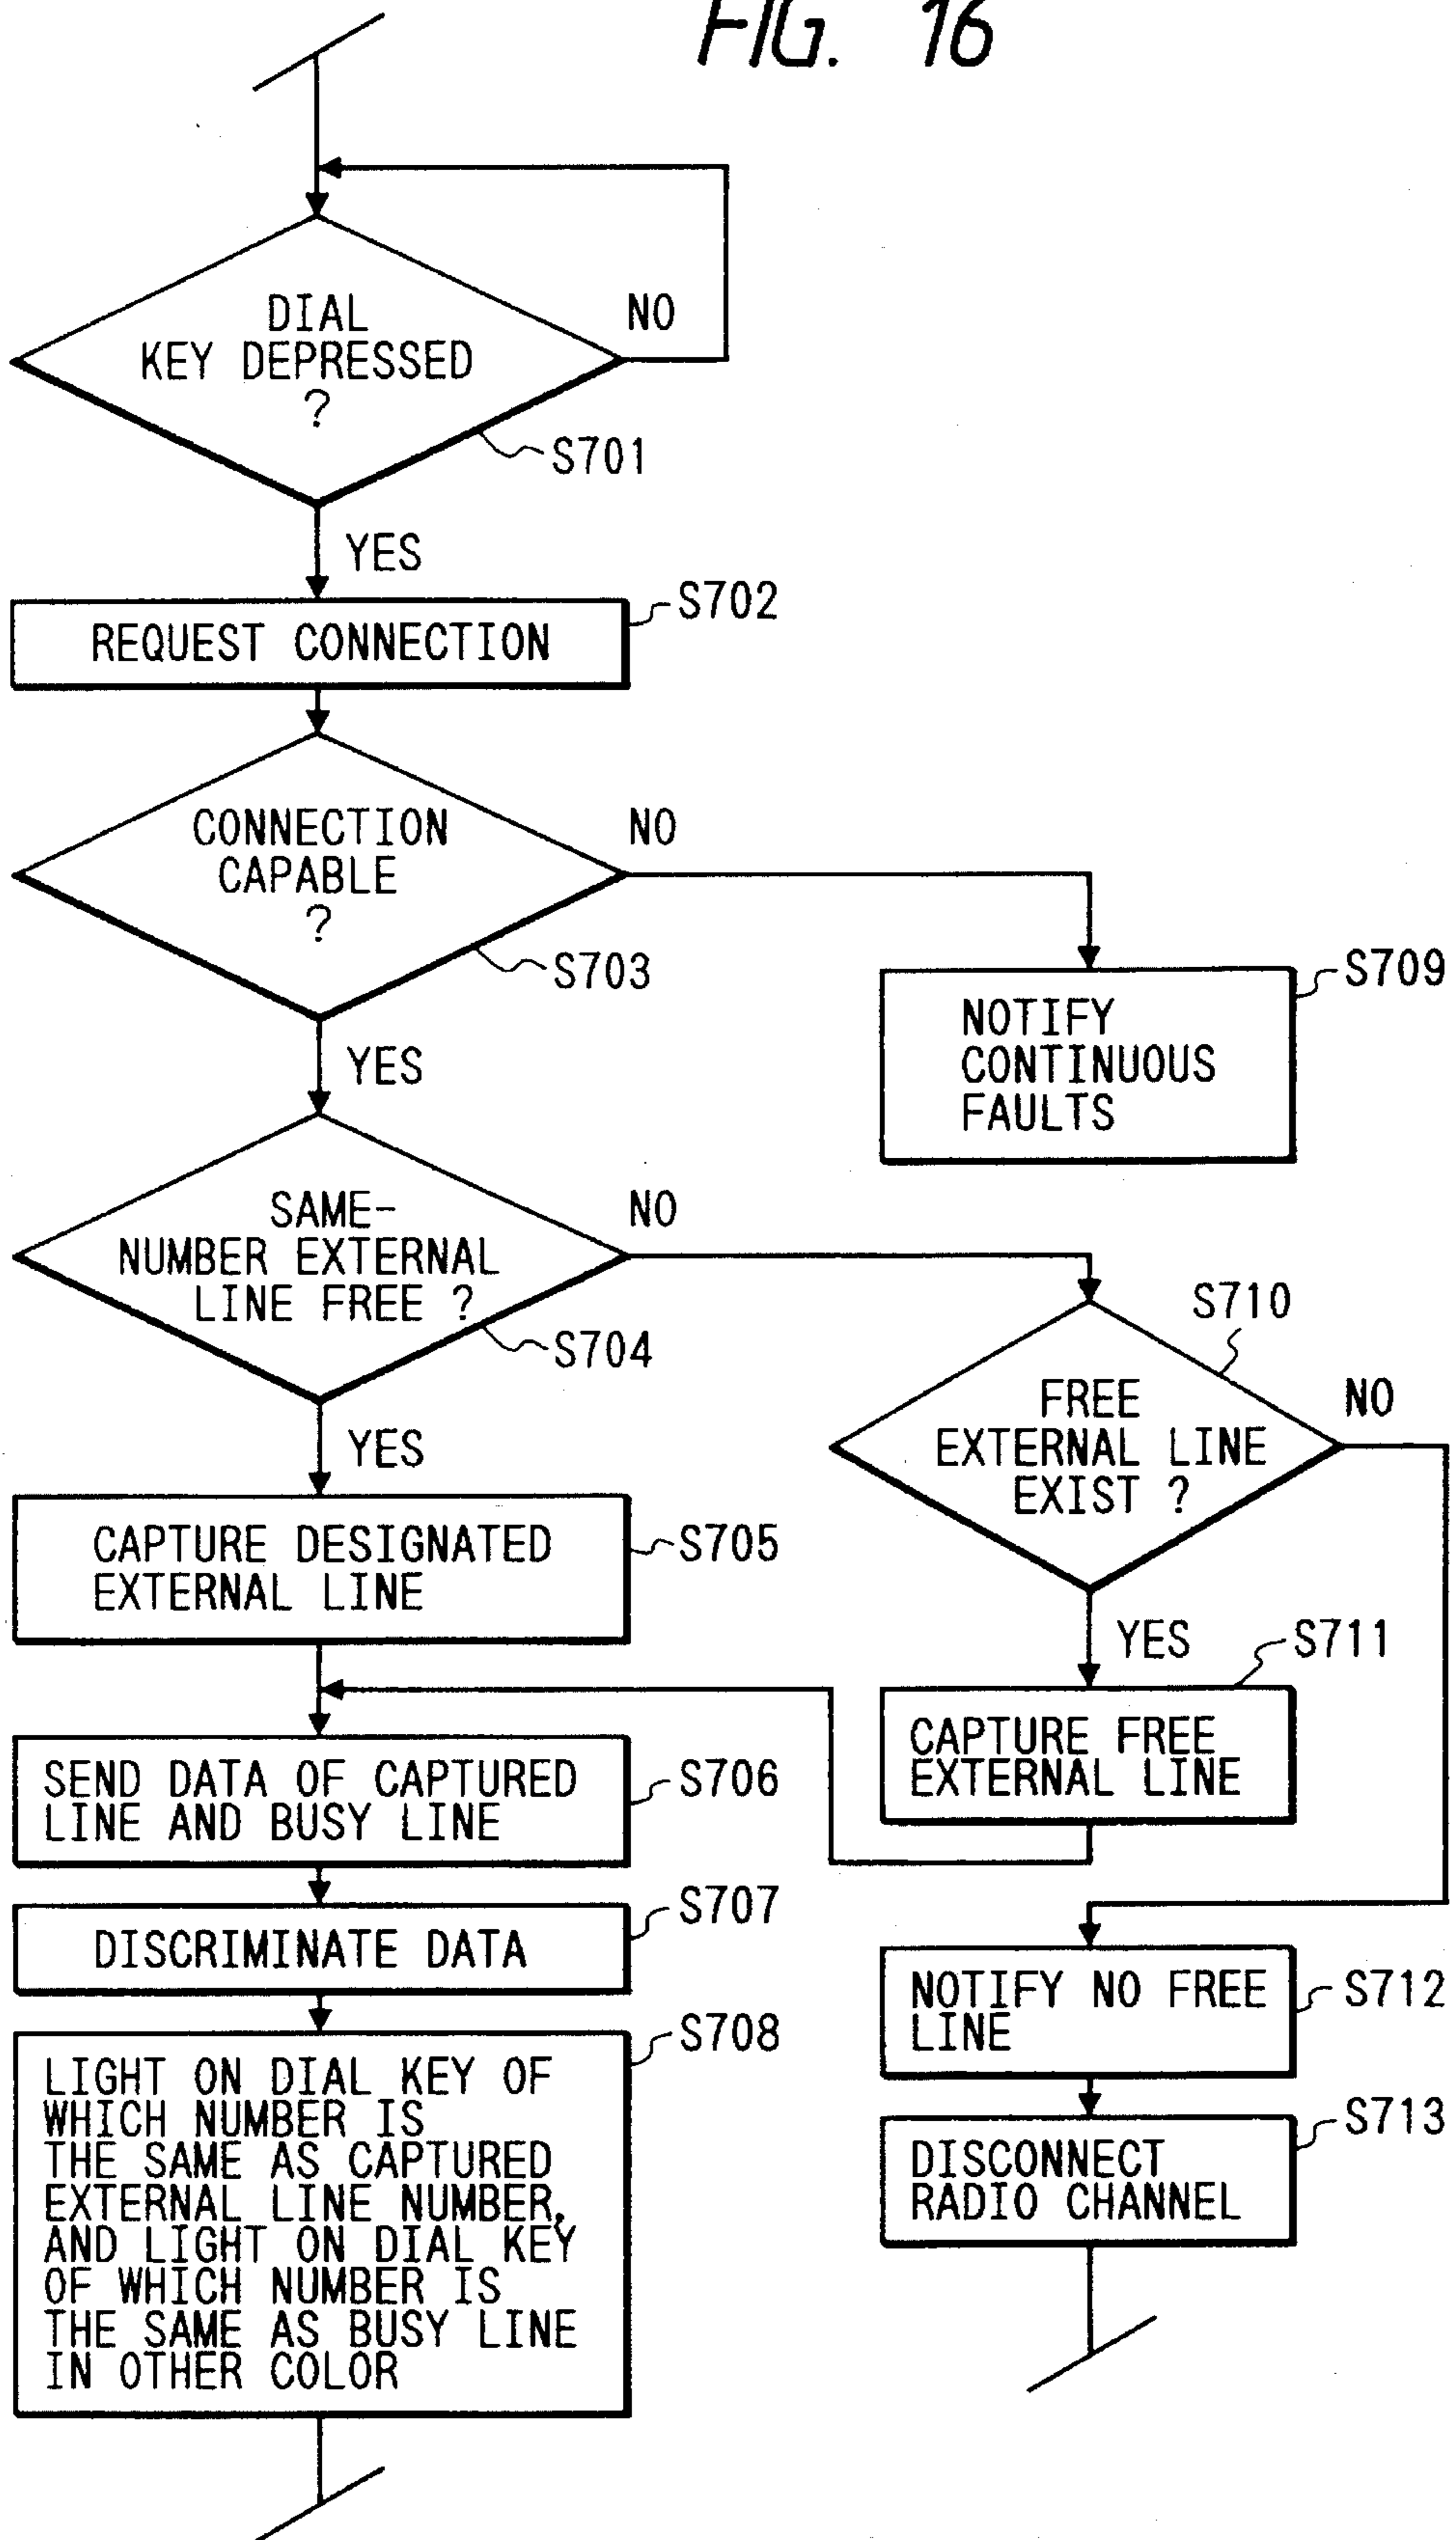 FIG. 16
DIAL
KEY DEPRESSED
?
NO
S701
YES
S702
REQUEST CONNECTION
CONNECTION
CAPABLE
?
NO
S703
YES
S709
NOTIFY
CONTINUOUS
FAULTS
SAME-
NUMBER EXTERNAL
LINE FREE ?
NO
S704
YES
S710
FREE
EXTERNAL LINE
EXIST ?
NO
YES
CAPTURE DESIGNATED
EXTERNAL LINE
S705
S711
CAPTURE FREE
EXTERNAL LINE
SEND DATA OF CAPTURED
LINE AND BUSY LINE
S706
S707
DISCRIMINATE DATA
NOTIFY NO FREE
LINE
S712
S708
LIGHT ON DIAL KEY OF
WHICH NUMBER IS
THE SAME AS CAPTURED
EXTERNAL LINE NUMBER,
AND LIGHT ON DIAL KEY
OF WHICH NUMBER IS
THE SAME AS BUSY LINE
IN OTHER COLOR
S713
DISCONNECT
RADIO CHANNEL